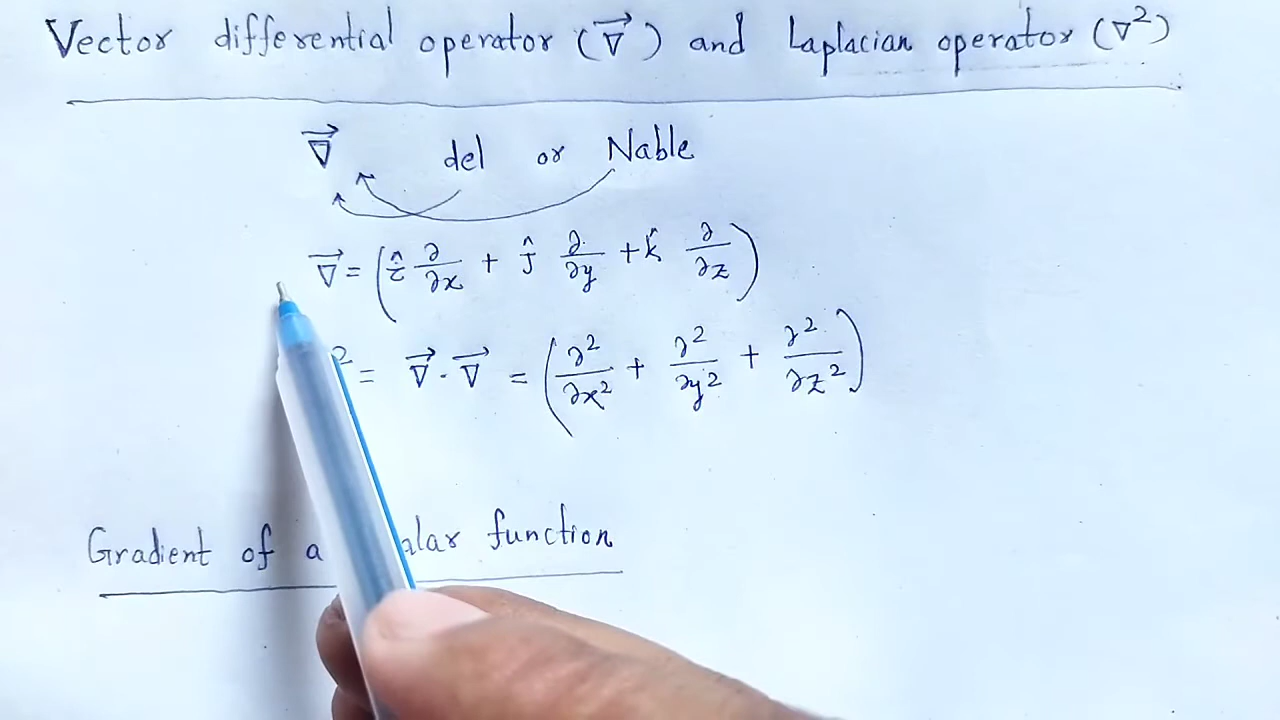 Vector differential operator (∇⃗) and Laplacian operator (∇²)
∇⃗ del or Nable
∇⃗ = (î ∂/∂x + ĵ ∂/∂y + k̂ ∂/∂z)
² = ∇⃗ · ∇⃗ = (∂²/∂x² + ∂²/∂y² + ∂²/∂z²)
Gradient of a alar function